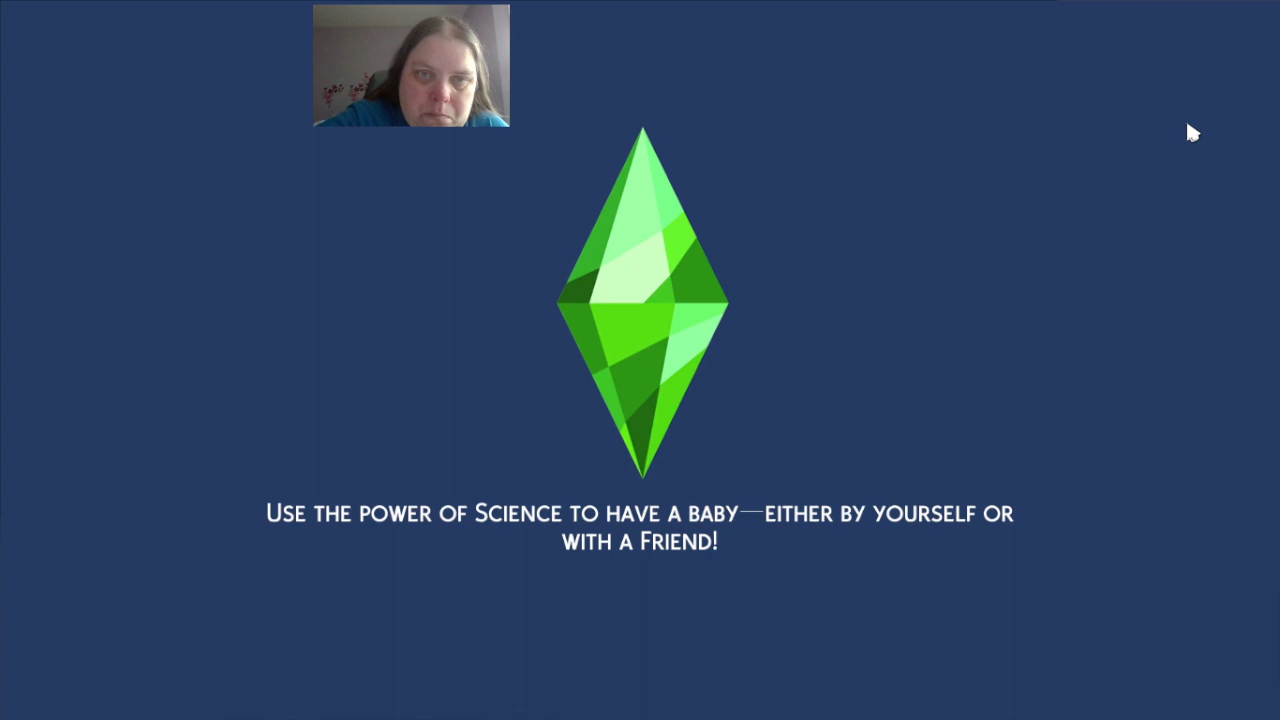 Use the power of Science to have a baby—either by yourself or
with a Friend!